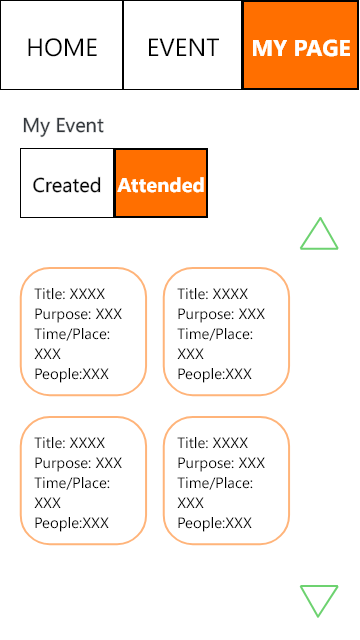 HOME EVENT MY PAGE
My Event
Created Attended
Title: XXXX
Purpose: XXX
Time/Place:
XXX
People:XXX
Title: XXXX
Purpose: XXX
Time/Place:
XXX
People:XXX
Title: XXXX
Purpose: XXX
Time/Place:
XXX
People:XXX
Title: XXXX
Purpose: XXX
Time/Place:
XXX
People:XXX